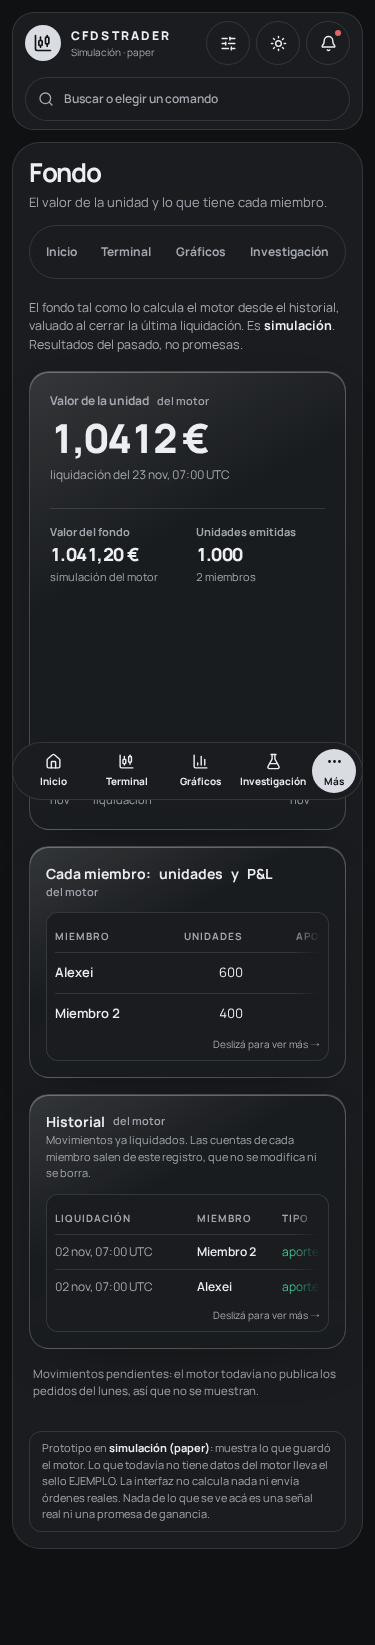 CFDSTRADER
Simulación · paper
Buscar o elegir un comando
Fondo
El valor de la unidad y lo que tiene cada miembro.
Inicio Terminal Gráficos Investigación
El fondo tal como lo calcula el motor desde el historial,
valuado al cerrar la última liquidación. Es simulación.
Resultados del pasado, no promesas.
Valor de la unidad del motor
1,0412 €
liquidación del 23 nov, 07:00 UTC
Valor del fondo Unidades emitidas
1.041,20 € 1.000
simulación del motor 2 miembros
Inicio Terminal Gráficos Investigación Más
nov liquidación nov
Cada miembro: unidades y P&L
del motor
MIEMBRO UNIDADES APO
Alexei 600
Miembro 2 400
Deslizá para ver más →
Historial del motor
Movimientos ya liquidados. Las cuentas de cada
miembro salen de este registro, que no se modifica ni
se borra.
LIQUIDACIÓN MIEMBRO TIPO
02 nov, 07:00 UTC Miembro 2 aporte
02 nov, 07:00 UTC Alexei aporte
Deslizá para ver más →
Movimientos pendientes: el motor todavía no publica los
pedidos del lunes, así que no se muestran.
Prototipo en simulación (paper): muestra lo que guardó
el motor. Lo que todavía no tiene datos del motor lleva el
sello EJEMPLO. La interfaz no calcula nada ni envía
órdenes reales. Nada de lo que se ve acá es una señal
real ni una promesa de ganancia.